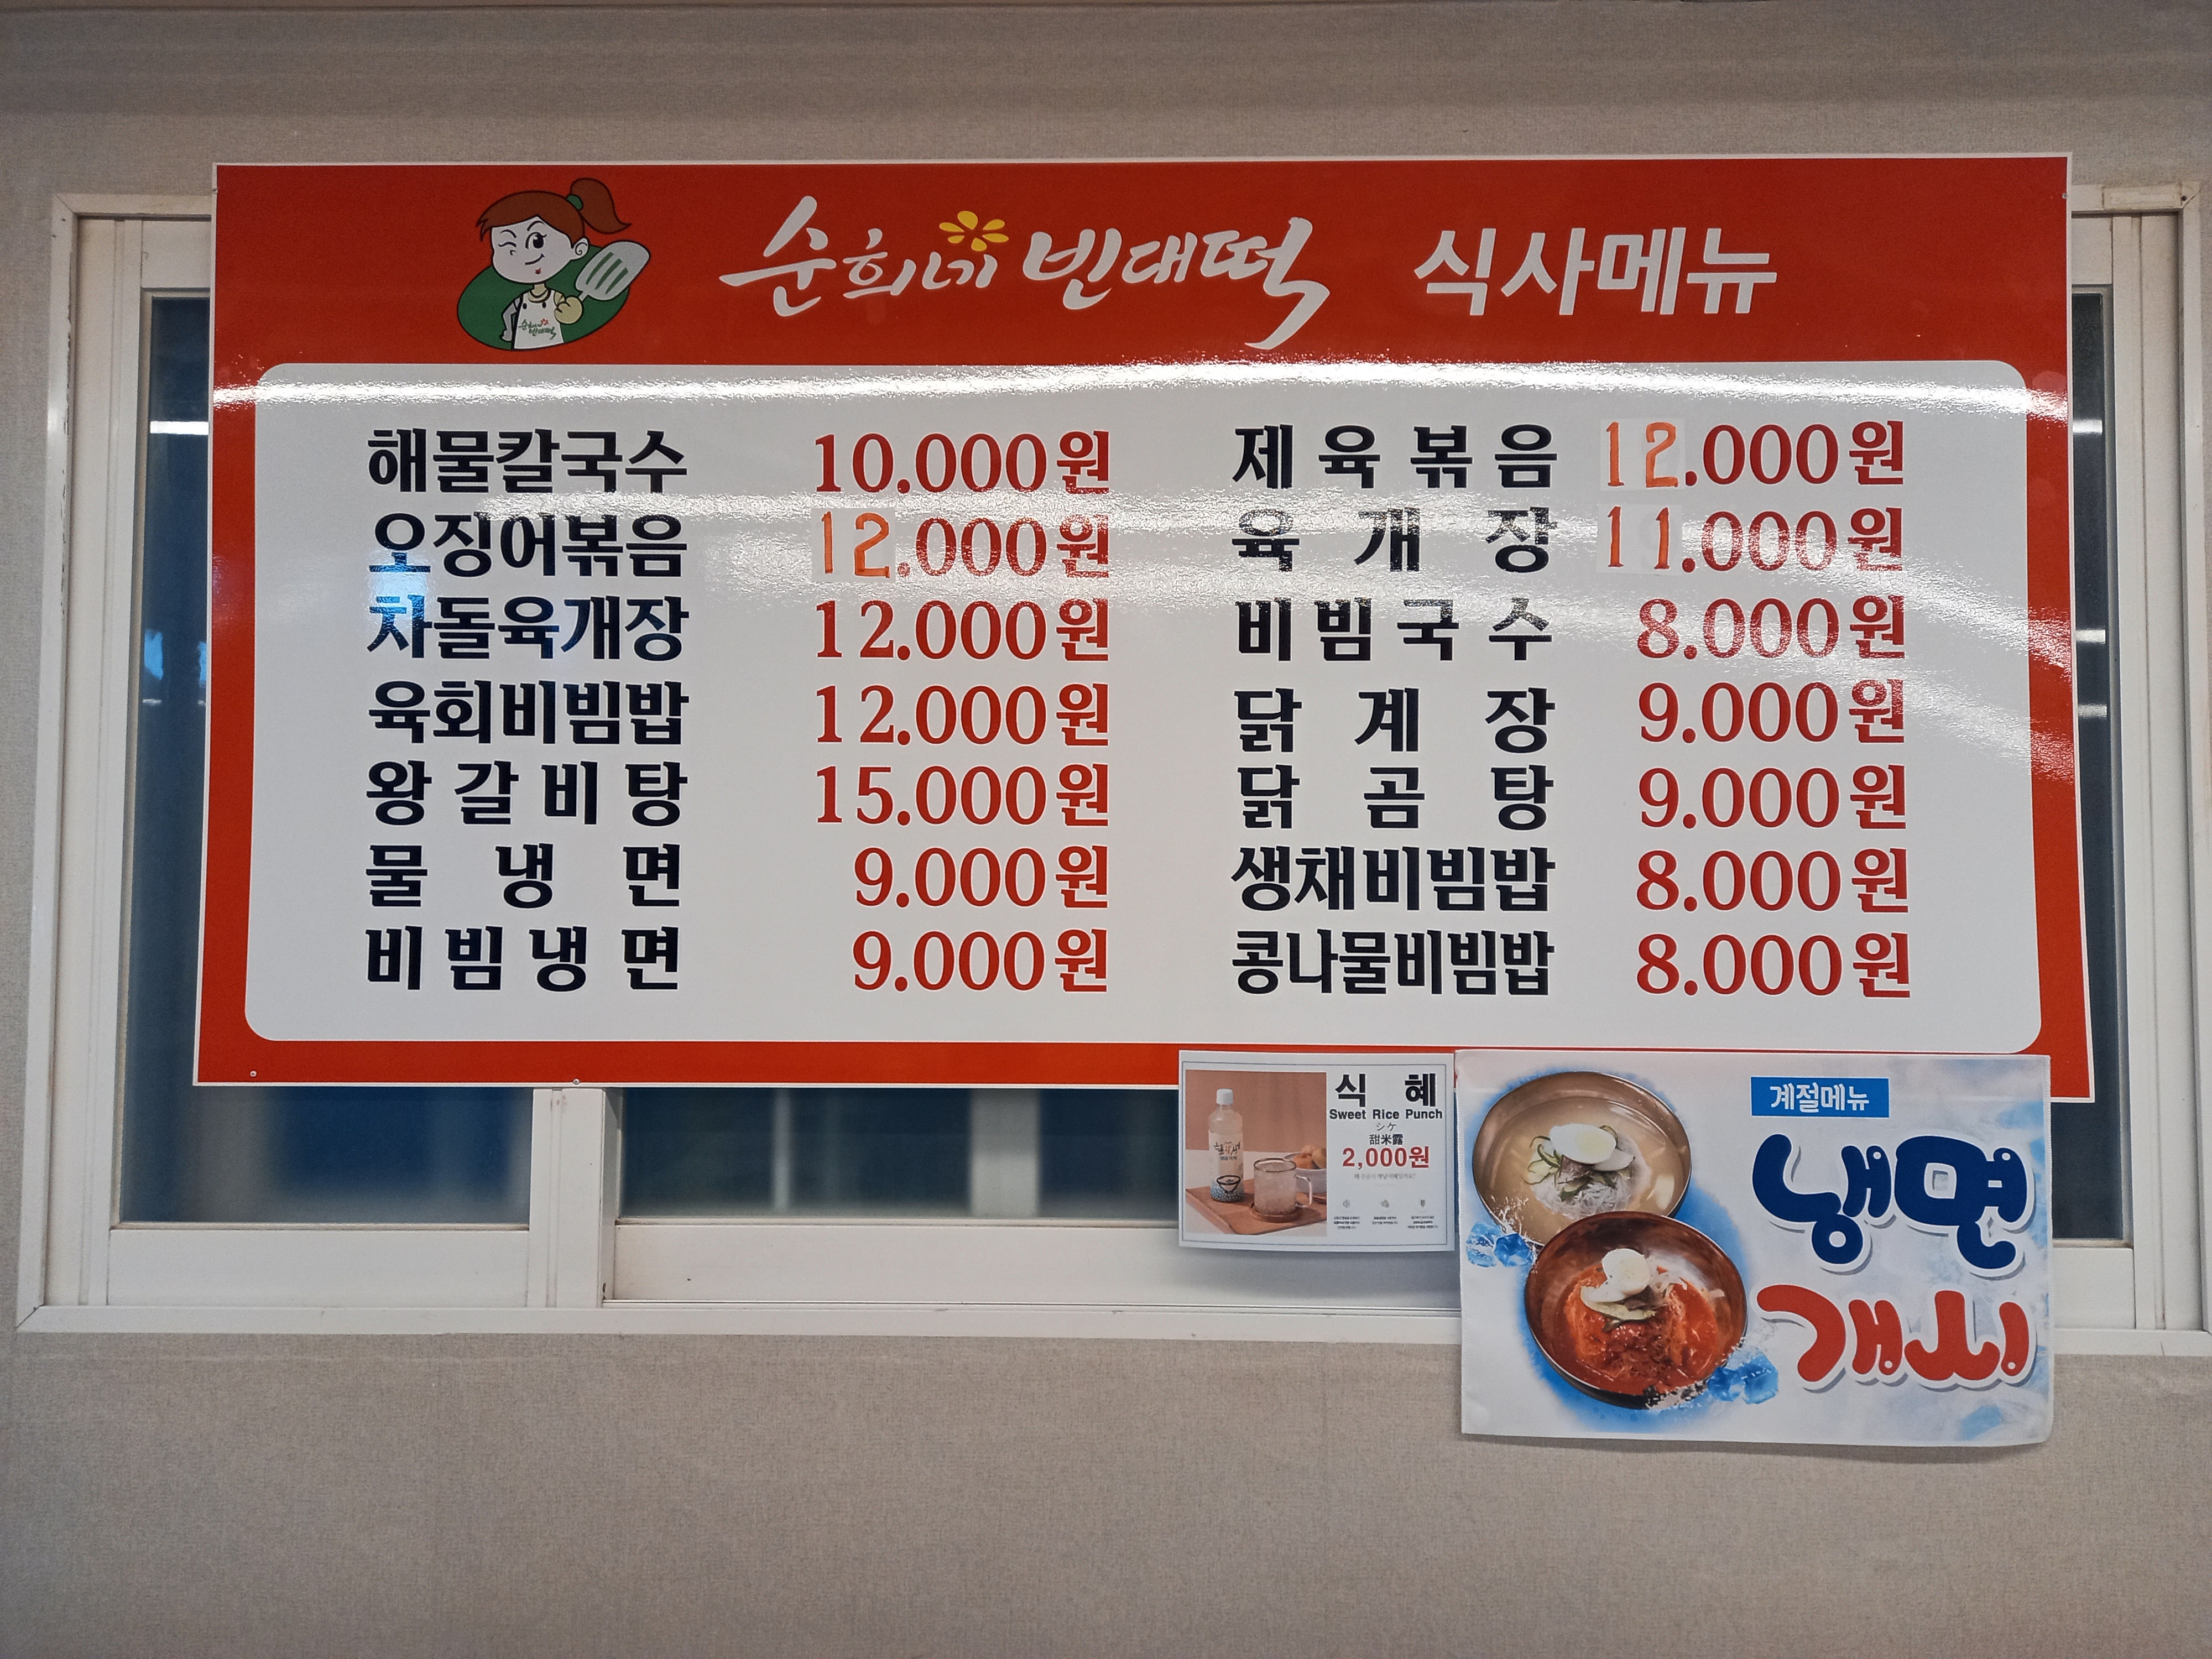 순희네 빈대떡 식사메뉴
해물칼국수 10.000원
오징어볶음 12.000원
차돌육개장 12.000원
육회비빔밥 12.000원
왕갈비탕 15.000원
물냉면 9.000원
비빔냉면 9.000원
제육볶음 12.000원
육개장 11.000원
비빔국수 8.000원
닭계장 9.000원
닭곰탕 9.000원
생채비빔밥 8.000원
콩나물비빔밥 8.000원
식혜
Sweet Rice Punch
シケ
甜米露
2,000원
계절메뉴
냉면
개시